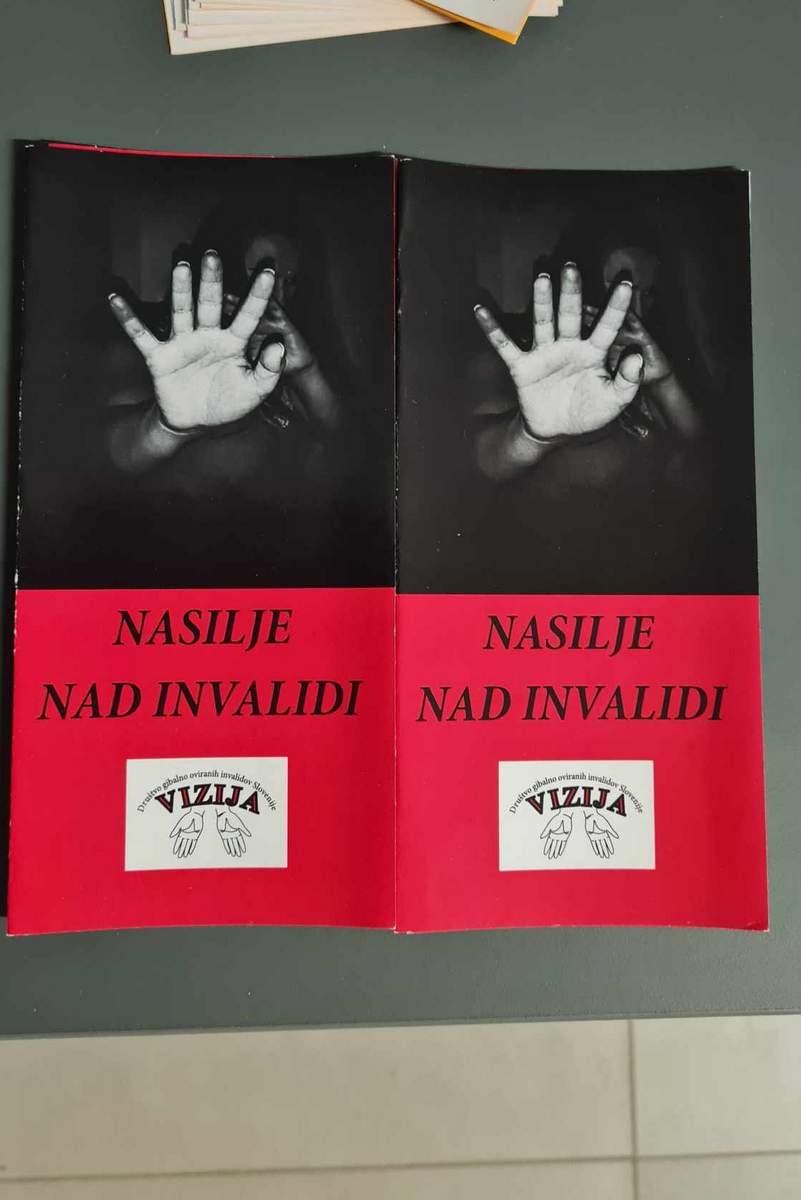 NASILJE
NAD INVALIDI
Društvo gibalno oviranih invalidov Slovenije
VIZIJA
NASILJE
NAD INVALIDI
Društvo gibalno oviranih invalidov Slovenije
VIZIJA